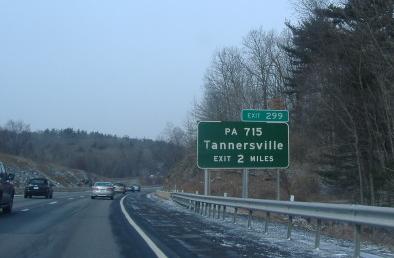 EXIT 299
PA 715
Tannersville
EXIT 2 MILES